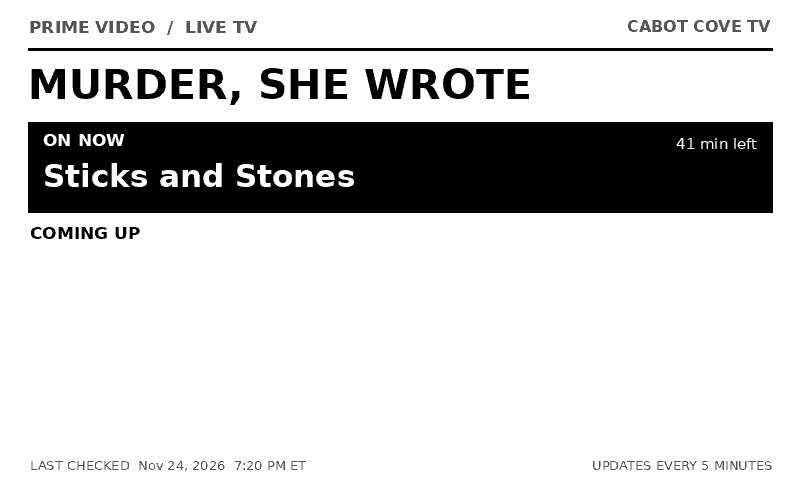 PRIME VIDEO / LIVE TV
CABOT COVE TV
MURDER, SHE WROTE
ON NOW
41 min left
Sticks and Stones
COMING UP
LAST CHECKED Nov 24, 2026 7:20 PM ET
UPDATES EVERY 5 MINUTES